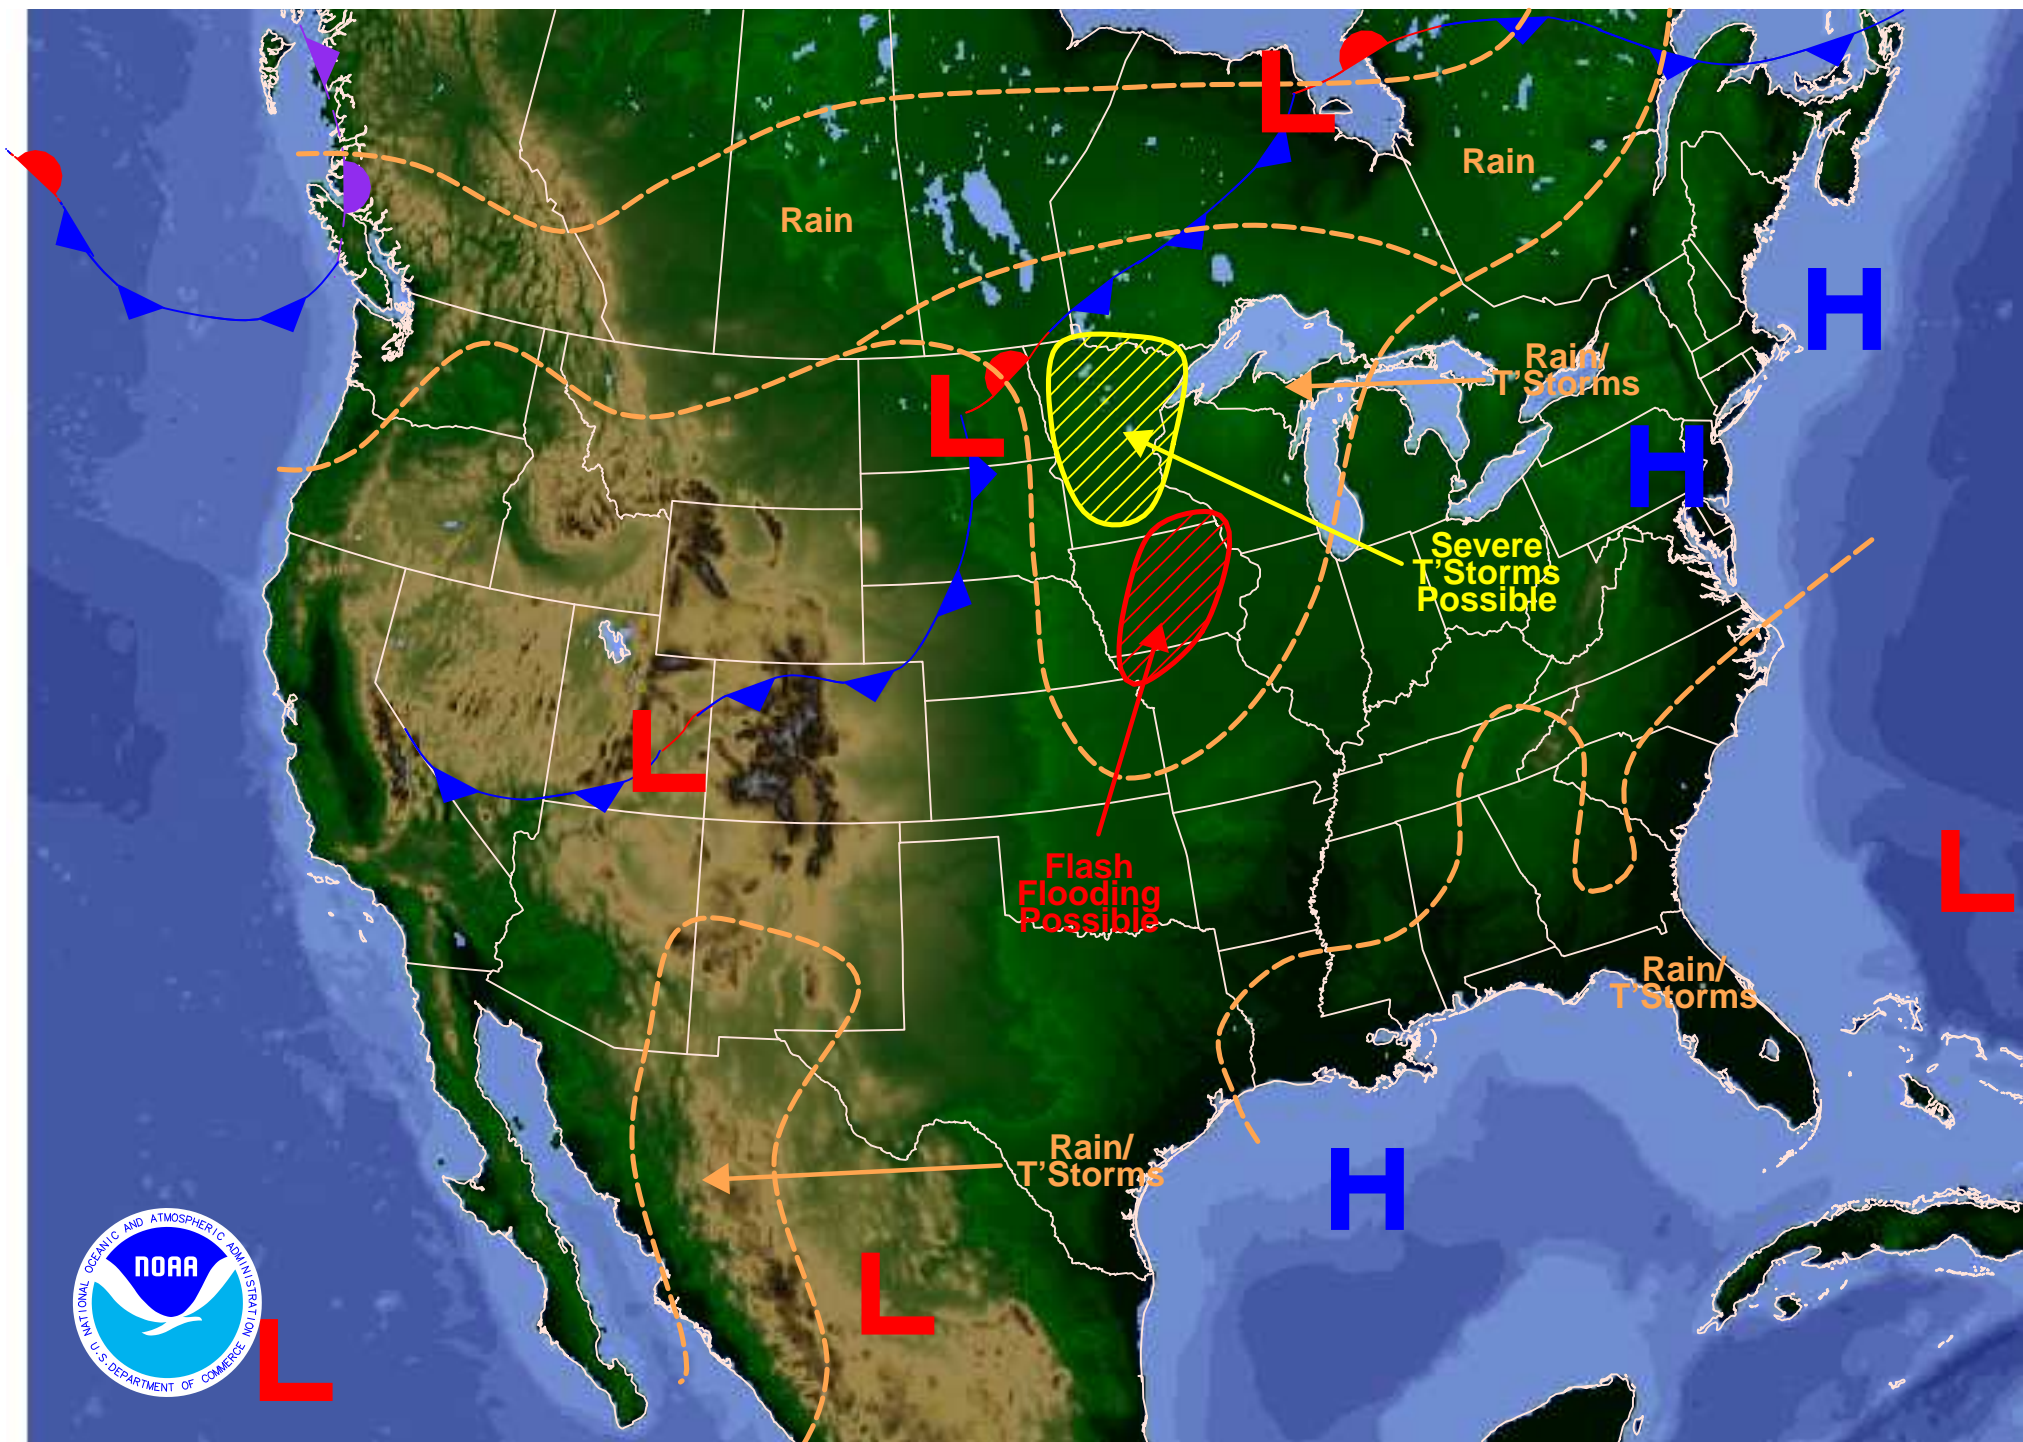 L
Rain
Rain
H
Rain/
T'Storms
L
H
Severe
T'Storms
Possible
L
Flash
Flooding
Possible
L
Rain/
T'Storms
Rain/
T'Storms
H
L
L
NOAA
NATIONAL OCEANIC AND ATMOSPHERIC ADMINISTRATION
U.S. DEPARTMENT OF COMMERCE